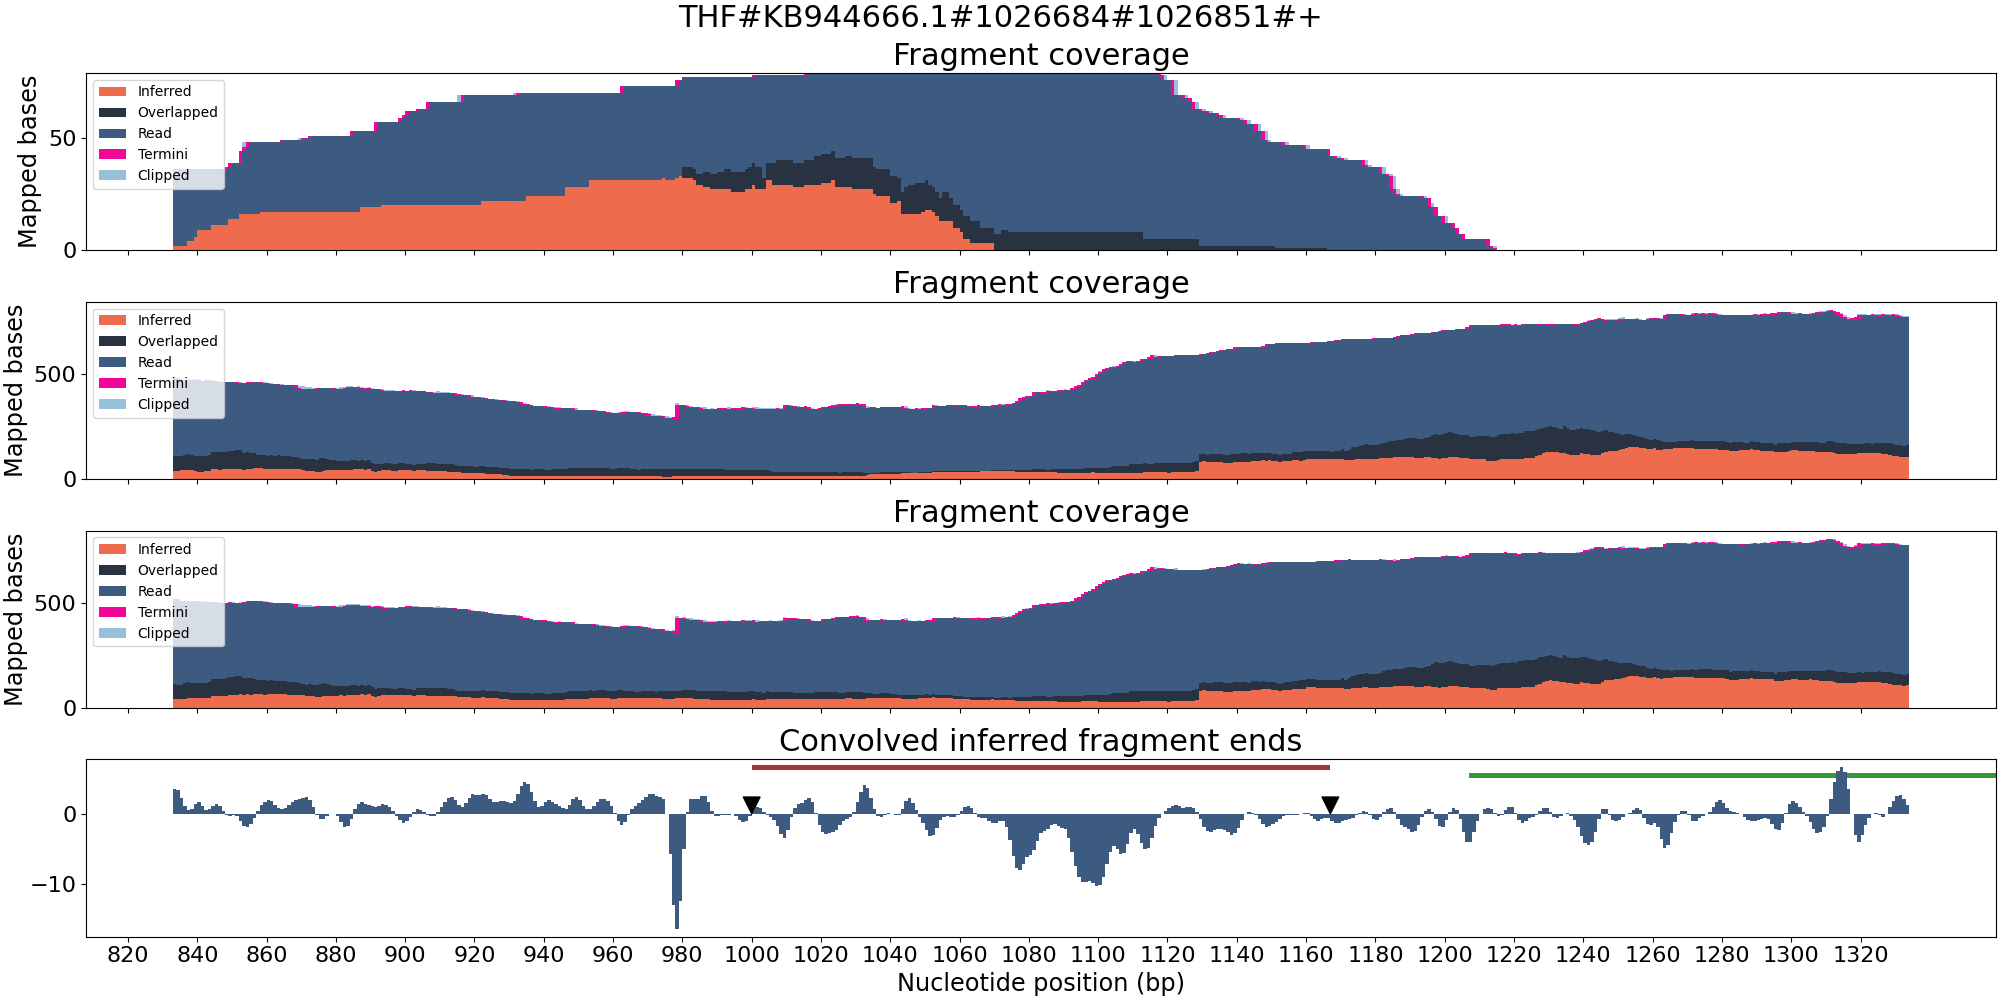 THF#KB944666.1#1026684#1026851#+
Fragment coverage
Mapped bases
50
0
Inferred
Overlapped
Read
Termini
Clipped
Fragment coverage
Mapped bases
500
0
Inferred
Overlapped
Read
Termini
Clipped
Fragment coverage
Mapped bases
500
0
Inferred
Overlapped
Read
Termini
Clipped
Convolved inferred fragment ends
0
−10
820 840 860 880 900 920 940 960 980 1000 1020 1040 1060 1080 1100 1120 1140 1160 1180 1200 1220 1240 1260 1280 1300 1320
Nucleotide position (bp)